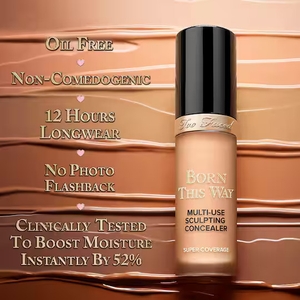 Oil Free
Non-Comedogenic
12 Hours
Longwear
No Photo
Flashback
Clinically Tested
To Boost Moisture
Instantly By 52%
Too Faced
Born
This Way
MULTI-USE
SCULPTING
CONCEALER
SUPER COVERAGE